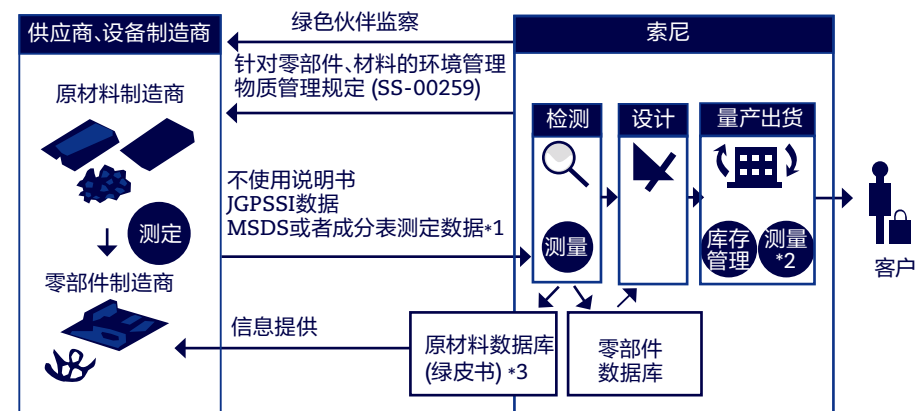 供应商、设备制造商
绿色伙伴监察
索尼
针对零部件、材料的环境管理
物质管理规定 (SS-00259)
原材料制造商
检测
设计
量产出货
不使用说明书
JGPSSI数据
MSDS或者成分表测定数据*1
测定
测量
库存
管理
测量
*2
客户
零部件制造商
信息提供
原材料数据库
(绿皮书) *3
零部件
数据库